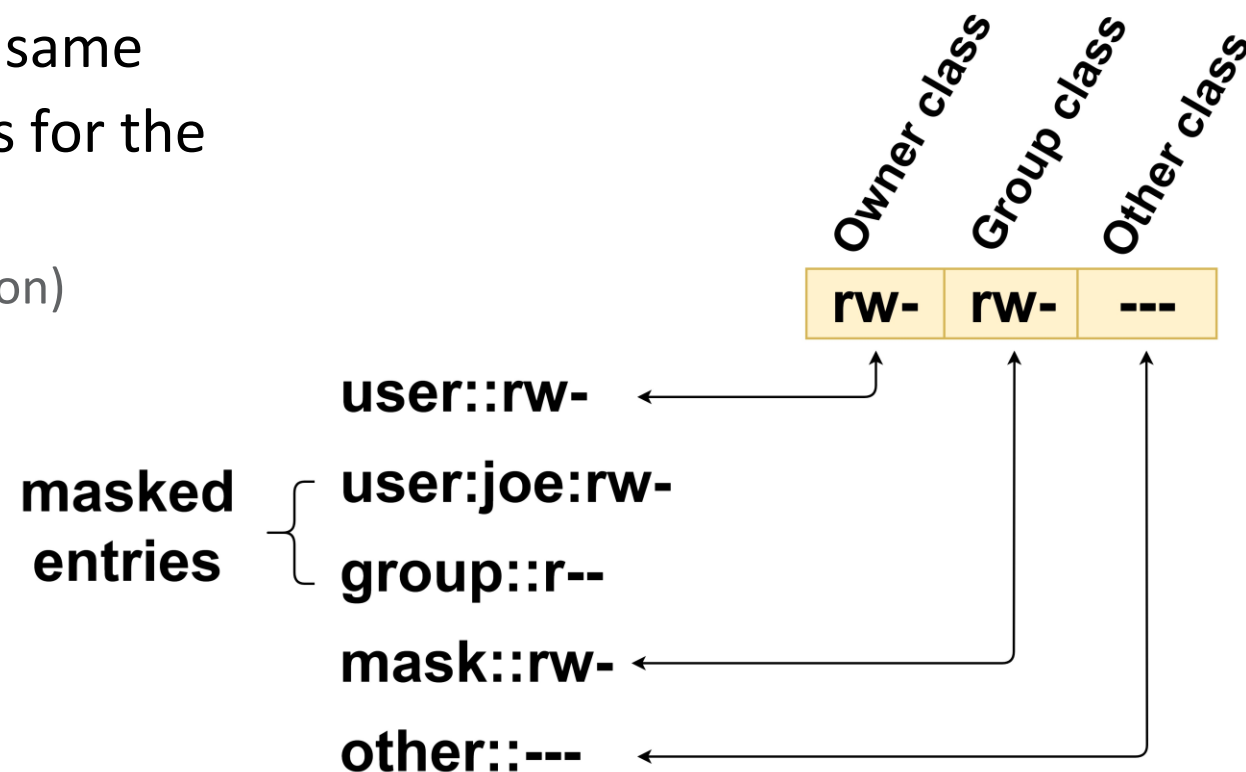 same
s for the
on)
Owner class
Group class
Other class
rw- rw- ---
user::rw-
masked
entries
user:joe:rw-
group::r--
mask::rw-
other::---